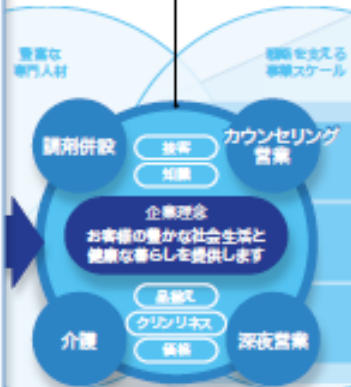 豊富な
専門人材
戦略を支える
事業スケール
調剤併設
接客
知識
カウンセリング
営業
企業理念
お客様の豊かな社会生活と
健康な暮らしを提供します
品揃え
クリンリネス
価格
介護
深夜営業